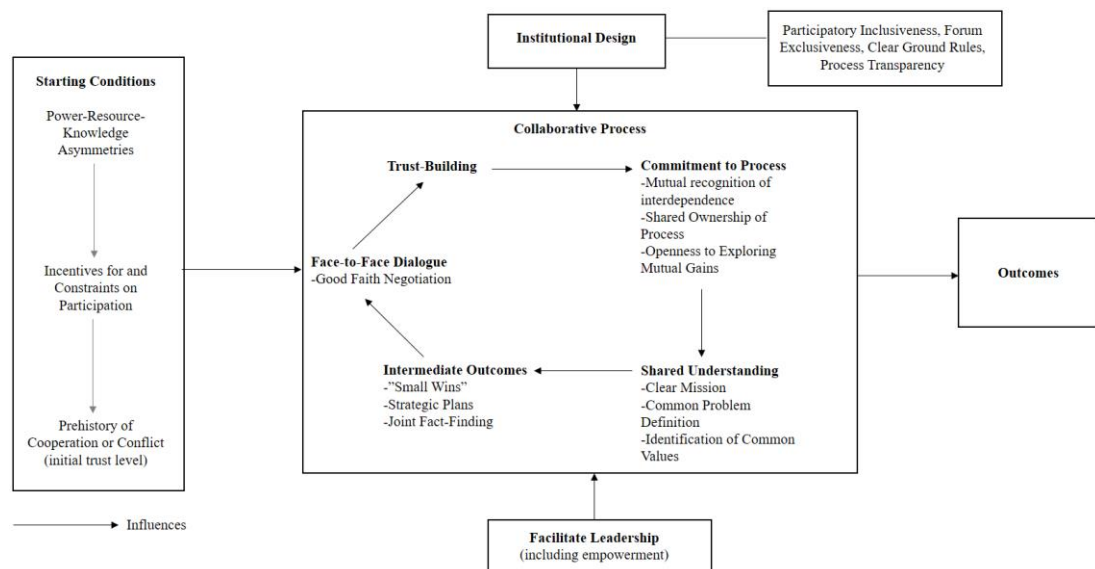 Institutional Design
Participatory Inclusiveness, Forum
Exclusiveness, Clear Ground Rules,
Process Transparency
Starting Conditions
Power-Resource-
Knowledge
Asymmetries
Incentives for and
Constraints on
Participation
Prehistory of
Cooperation or Conflict
(initial trust level)
Collaborative Process
Trust-Building
Commitment to Process
-Mutual recognition of
interdependence
-Shared Ownership of
Process
-Openness to Exploring
Mutual Gains
Face-to-Face Dialogue
-Good Faith Negotiation
Intermediate Outcomes
-”Small Wins”
-Strategic Plans
-Joint Fact-Finding
Shared Understanding
-Clear Mission
-Common Problem
Definition
-Identification of Common
Values
Outcomes
Influences
Facilitate Leadership
(including empowerment)